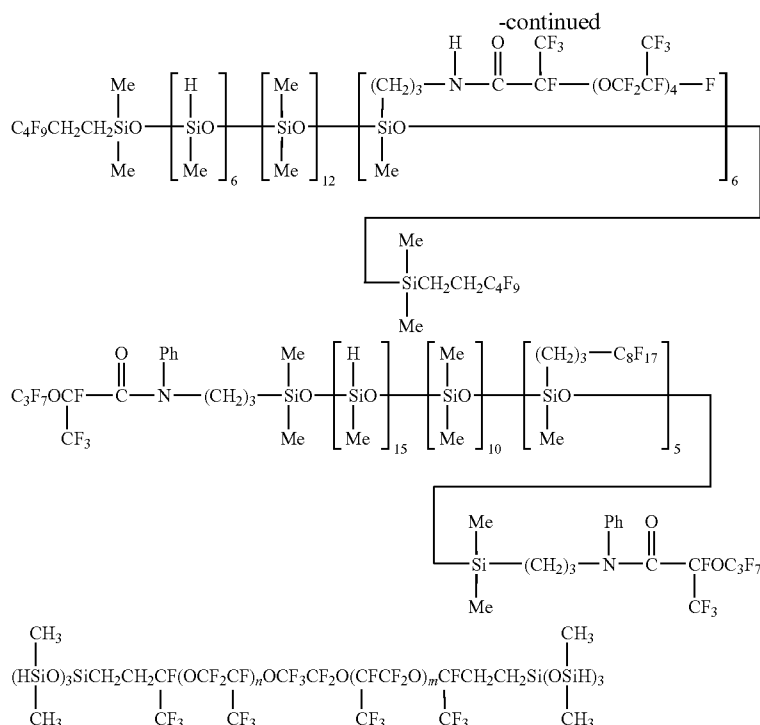 -continued
H O CF3 CF3
Me H Me (CH2)3 N C CF (OCF2CF)4 F
C4F9CH2CH2SiO SiO SiO SiO
Me Me 6 Me 12 Me 6
Me
SiCH2CH2C4F9
Me
O Ph Me H Me (CH2)3 C8F17
C3F7OCF C N (CH2)3 SiO SiO SiO SiO
CF3 Me Me 15 Me 10 Me 5
Me Ph O
Si (CH2)3 N C CFOC3F7
Me CF3
CH3 CH3
(HSiO)3SiCH2CH2CF(OCF2CF)nOCF3CF2O(CFCF2O)mCFCH2CH2Si(OSiH)3
CH3 CF3 CF3 CF3 CF3 CH3